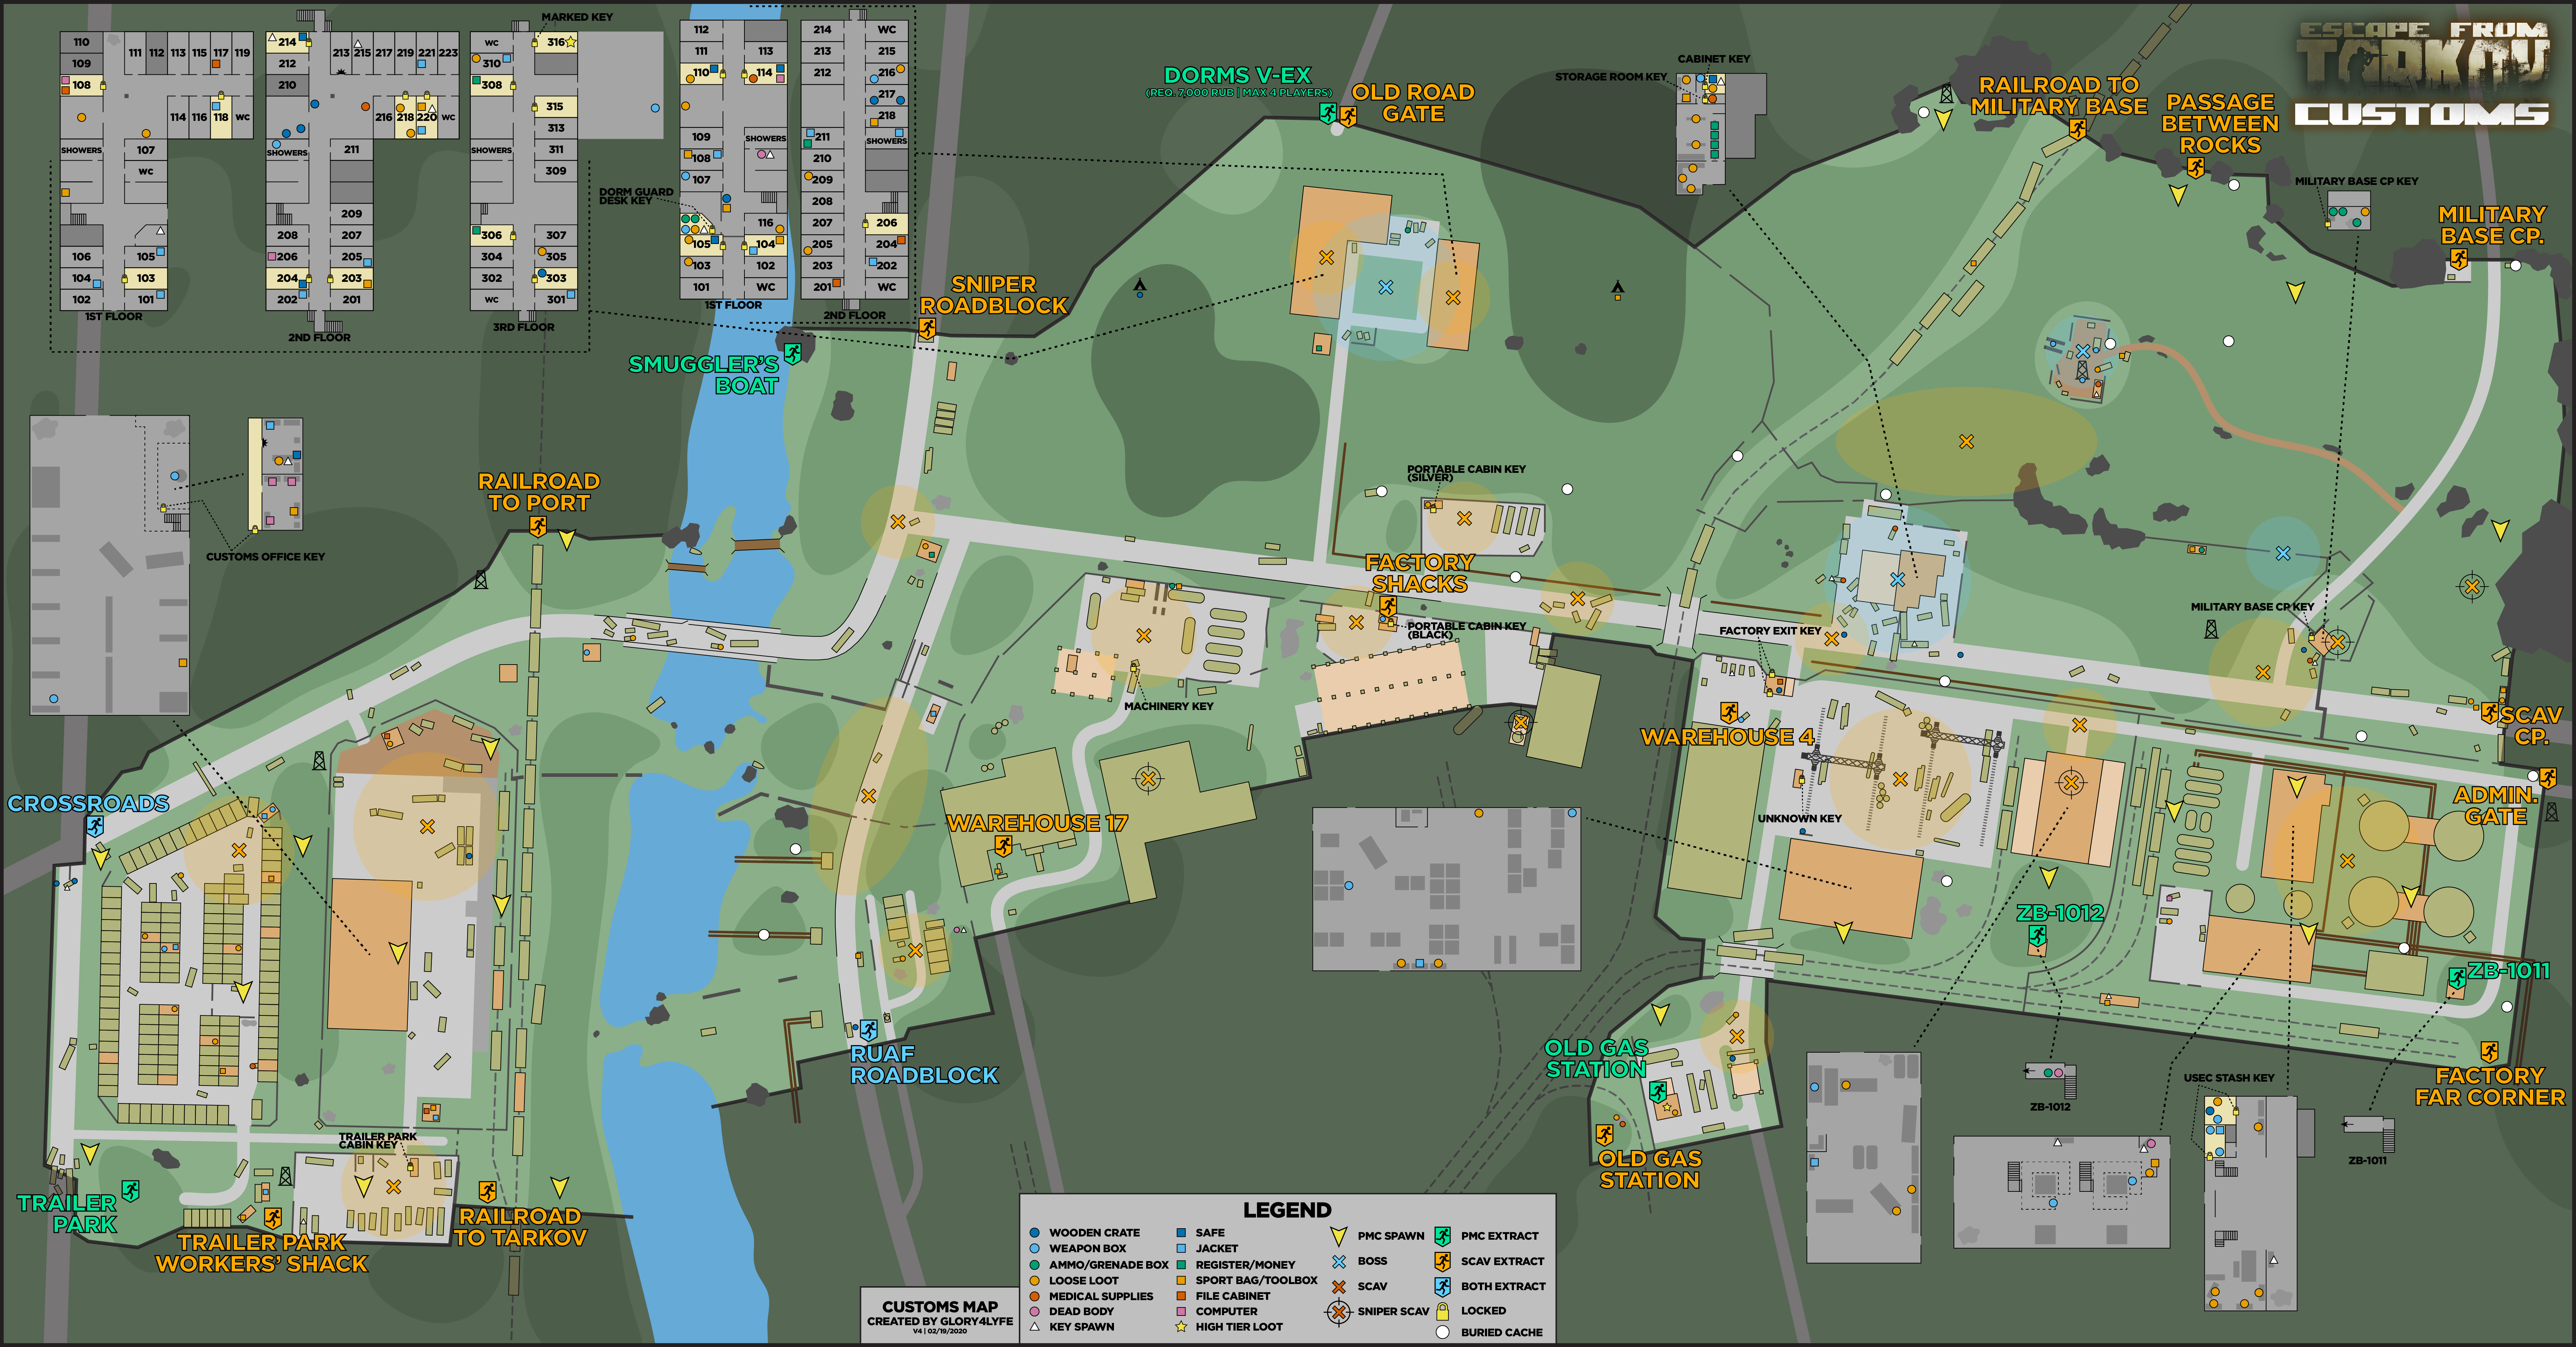 ESCAPE FROM
TARKOV
CUSTOMS
MARKED KEY
110
109
108
111
112
113
115
117
119
114
116
118
WC
SHOWERS
107
WC
106
105
104
103
102
101
1ST FLOOR
214
212
210
213
215
217
219
221
223
216
218
220
WC
SHOWERS
211
209
208
207
206
205
204
203
202
201
2ND FLOOR
WC
316
310
308
315
313
SHOWERS
311
309
306
307
304
305
302
303
WC
301
3RD FLOOR
112
111
113
110
114
109
SHOWERS
108
107
DORM GUARD
DESK KEY
116
105
104
103
102
101
WC
1ST FLOOR
214
WC
213
215
212
216
217
218
211
SHOWERS
210
209
208
207
206
205
204
203
202
201
WC
2ND FLOOR
DORMS V-EX
(REQ. 7,000 RUB | MAX 4 PLAYERS)
OLD ROAD
GATE
CABINET KEY
STORAGE ROOM KEY
RAILROAD TO
MILITARY BASE
PASSAGE
BETWEEN
ROCKS
MILITARY BASE CP KEY
MILITARY
BASE CP.
SNIPER
ROADBLOCK
SMUGGLER'S
BOAT
RAILROAD
TO PORT
CUSTOMS OFFICE KEY
PORTABLE CABIN KEY
(SILVER)
FACTORY
SHACKS
PORTABLE CABIN KEY
(BLACK)
FACTORY EXIT KEY
MILITARY BASE CP KEY
MACHINERY KEY
WAREHOUSE 4
SCAV
CP.
CROSSROADS
WAREHOUSE 17
UNKNOWN KEY
ADMIN.
GATE
ZB-1012
ZB-1011
RUAF
ROADBLOCK
OLD GAS
STATION
FACTORY
FAR CORNER
USEC STASH KEY
ZB-1012
ZB-1011
TRAILER PARK
CABIN KEY
OLD GAS
STATION
TRAILER
PARK
RAILROAD
TO TARKOV
TRAILER PARK
WORKERS' SHACK
CUSTOMS MAP
CREATED BY GLORY4LYFE
V4 | 02/19/2020
LEGEND
WOODEN CRATE
WEAPON BOX
AMMO/GRENADE BOX
LOOSE LOOT
MEDICAL SUPPLIES
DEAD BODY
KEY SPAWN
SAFE
JACKET
REGISTER/MONEY
SPORT BAG/TOOLBOX
FILE CABINET
COMPUTER
HIGH TIER LOOT
PMC SPAWN
BOSS
SCAV
SNIPER SCAV
PMC EXTRACT
SCAV EXTRACT
BOTH EXTRACT
LOCKED
BURIED CACHE